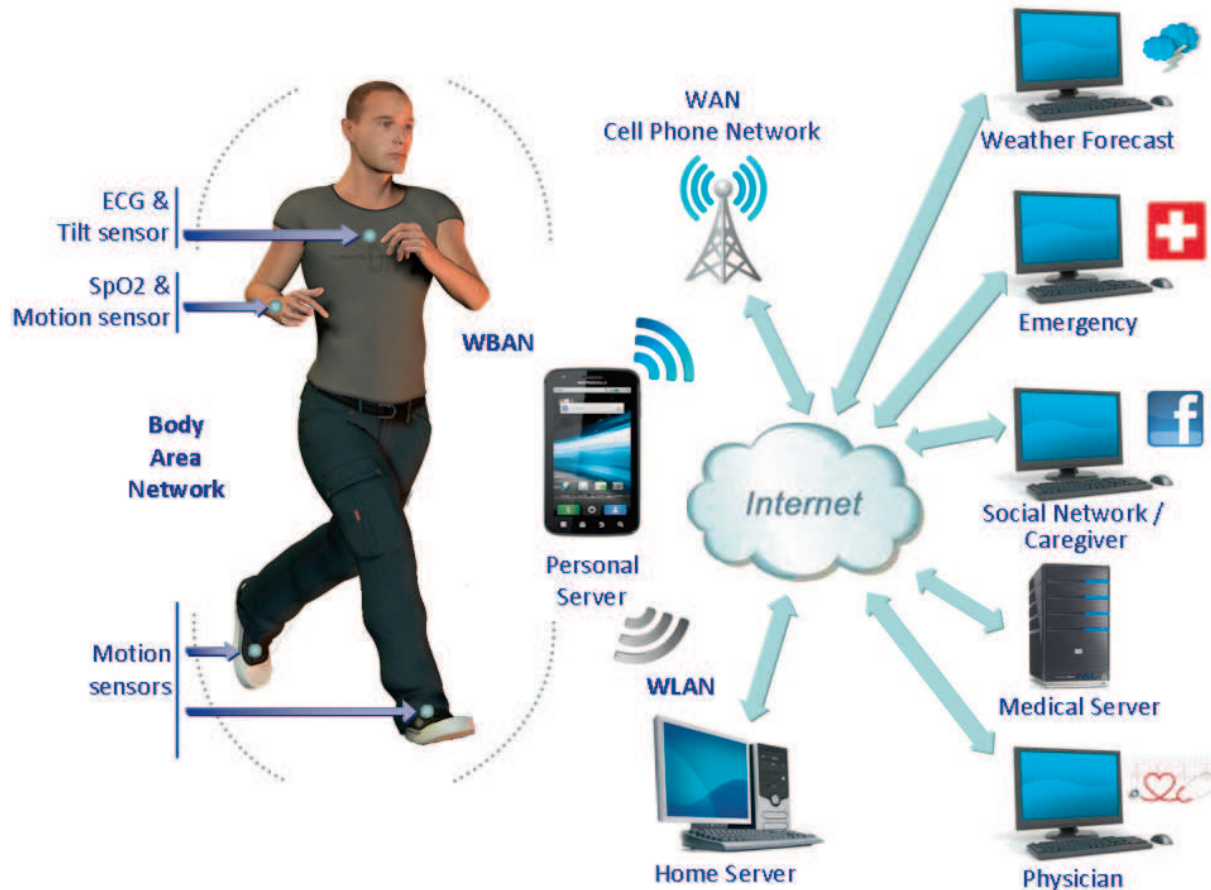 ECG &
Tilt sensor
SpO2 &
Motion sensor
WBAN
Body
Area
Network
Motion
sensors
WAN
Cell Phone Network
Personal
Server
WLAN
Internet
Home Server
Weather Forecast
Emergency
f
Social Network /
Caregiver
Medical Server
Physician